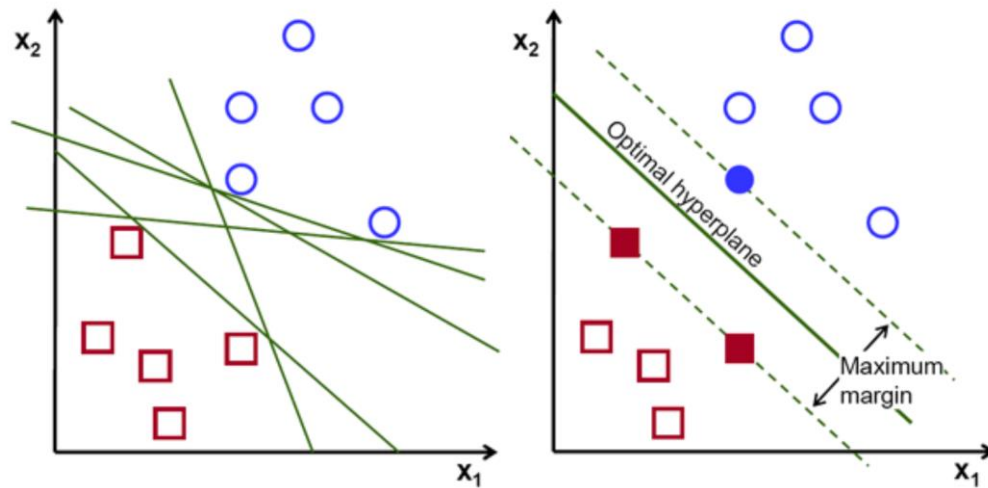 x₂
x₁
x₂
Optimal hyperplane
Maximum
margin
x₁